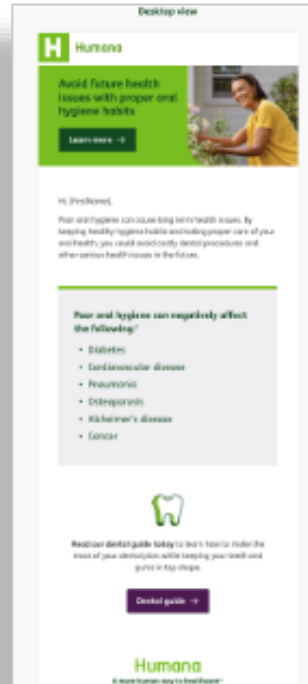 Desktop view
H Humana
Avoid future health
issues with proper oral
hygiene habits
Learn more →
Hi, [FirstName],
Poor oral hygiene can cause long term health issues. By
keeping healthy hygiene habits and taking proper care of your
oral health, you could avoid costly dental procedures and
other serious health issues in the future.
Poor oral hygiene can negatively affect
the following:
• Diabetes
• Cardiovascular disease
• Pneumonia
• Osteoporosis
• Alzheimer's disease
• Cancer
Read our dental guide today to learn how to make the
most of your dental plan while keeping your teeth and
gums in top shape.
Dental guide →
Humana
A more human way to healthcare™